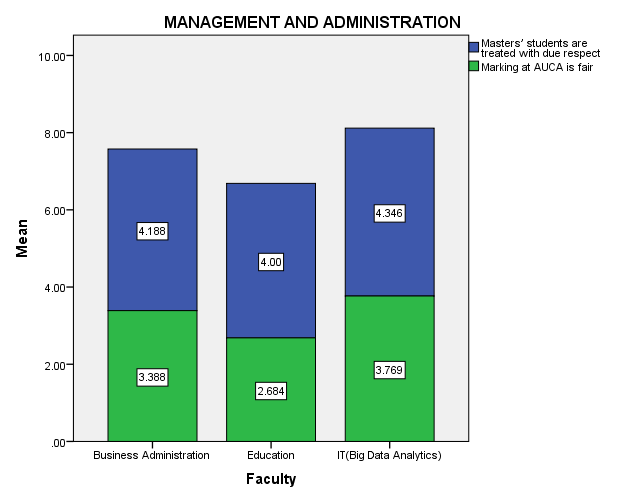 MANAGEMENT AND ADMINISTRATION
Masters' students are
treated with due respect
Marking at AUCA is fair
Mean
10.00
8.00
6.00
4.00
2.00
.00
4.188
4.00
4.346
3.388
2.684
3.769
Business Administration
Education
IT(Big Data Analytics)
Faculty